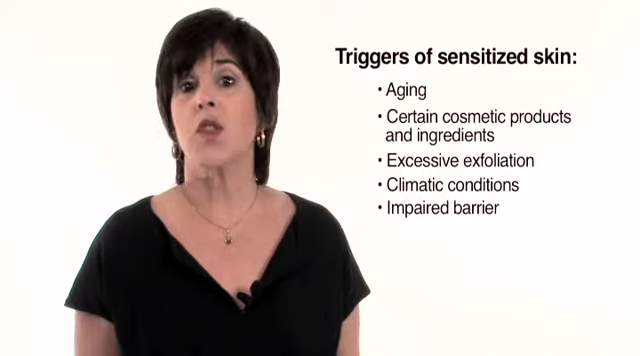 Triggers of sensitized skin:
• Aging
• Certain cosmetic products
and ingredients
• Excessive exfoliation
• Climatic conditions
• Impaired barrier